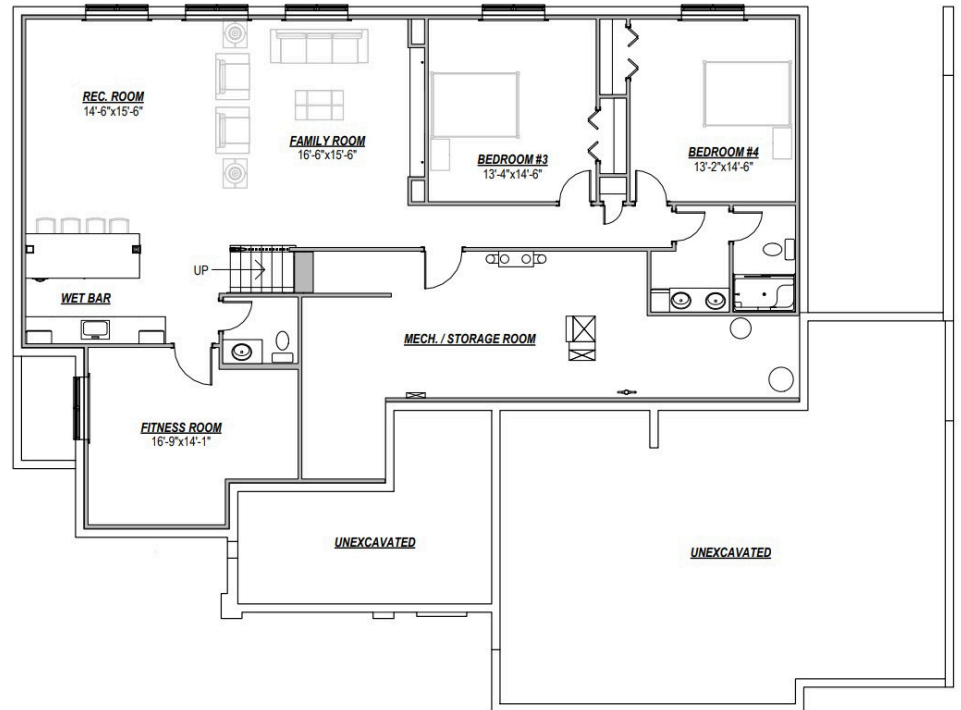 REC. ROOM
14'-6"x15'-6"
FAMILY ROOM
16'-6"x15'-6"
BEDROOM #3
13'-4"x14'-6"
BEDROOM #4
13'-2"x14'-6"
UP
WET BAR
MECH. / STORAGE ROOM
FITNESS ROOM
16'-9"x14'-1"
UNEXCAVATED
UNEXCAVATED